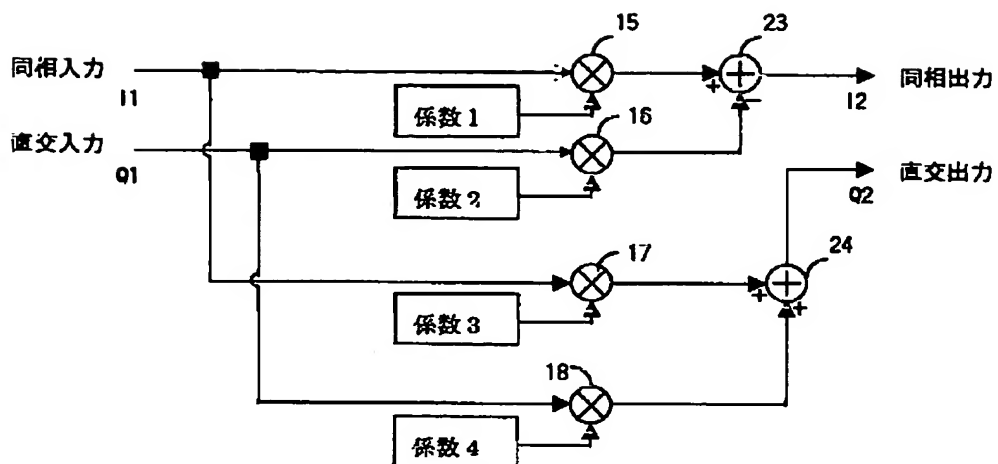 15
23
同相入力
I1
係数1
同相出力
I2
16
直交入力
Q1
係数2
直交出力
Q2
17
24
係数3
18
係数4